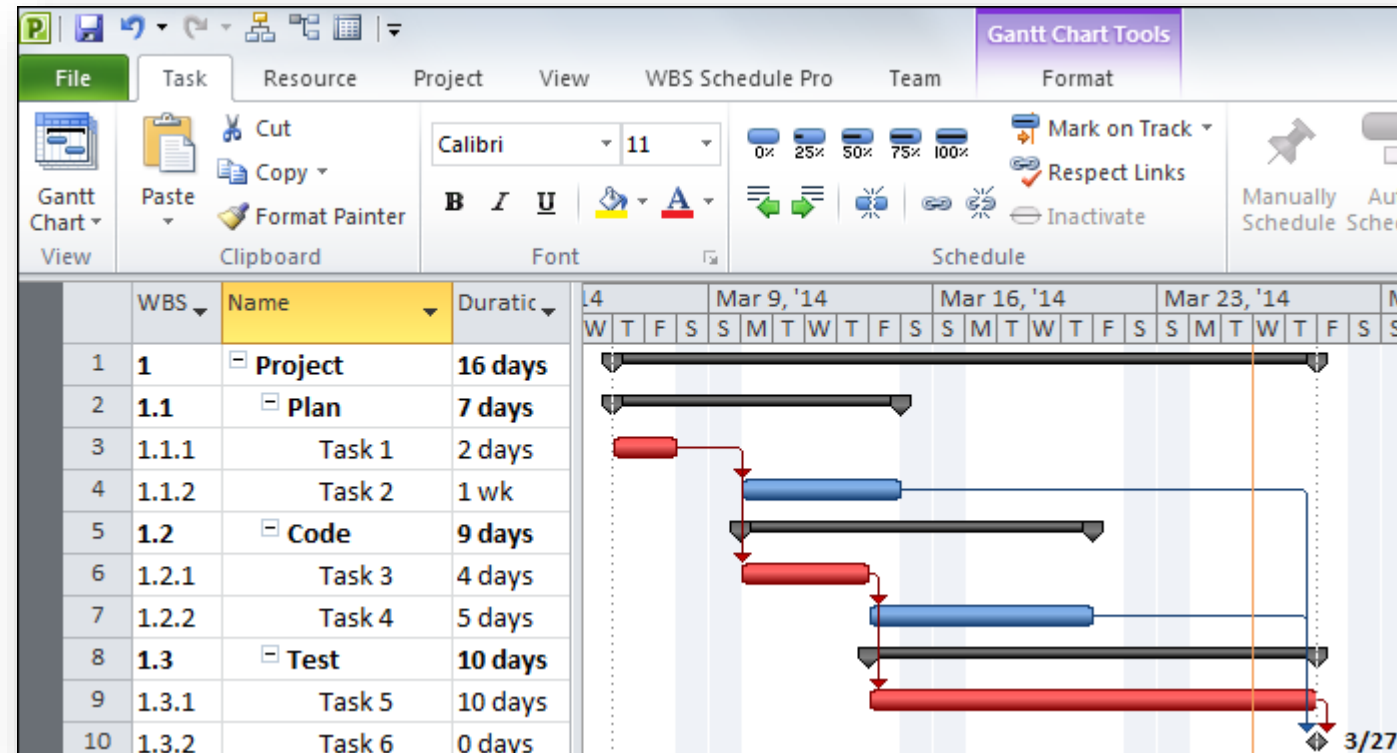 Gantt Chart Tools
File Task Resource Project View WBS Schedule Pro Team Format
Cut
Calibri 11
0% 25% 50% 75% 100%
Mark on Track
Copy
Respect Links
Gantt Chart
Paste
Format Painter
B I U A
Inactivate
Manually Schedule
View Clipboard Font Schedule
WBS Name Duratic 14 Mar 9, '14 Mar 16, '14 Mar 23, '14
W T F S S M T W T F S S M T W T F S S M T W T F S S
1 1 Project 16 days
2 1.1 Plan 7 days
3 1.1.1 Task 1 2 days
4 1.1.2 Task 2 1 wk
5 1.2 Code 9 days
6 1.2.1 Task 3 4 days
7 1.2.2 Task 4 5 days
8 1.3 Test 10 days
9 1.3.1 Task 5 10 days
10 1.3.2 Task 6 0 days 3/27